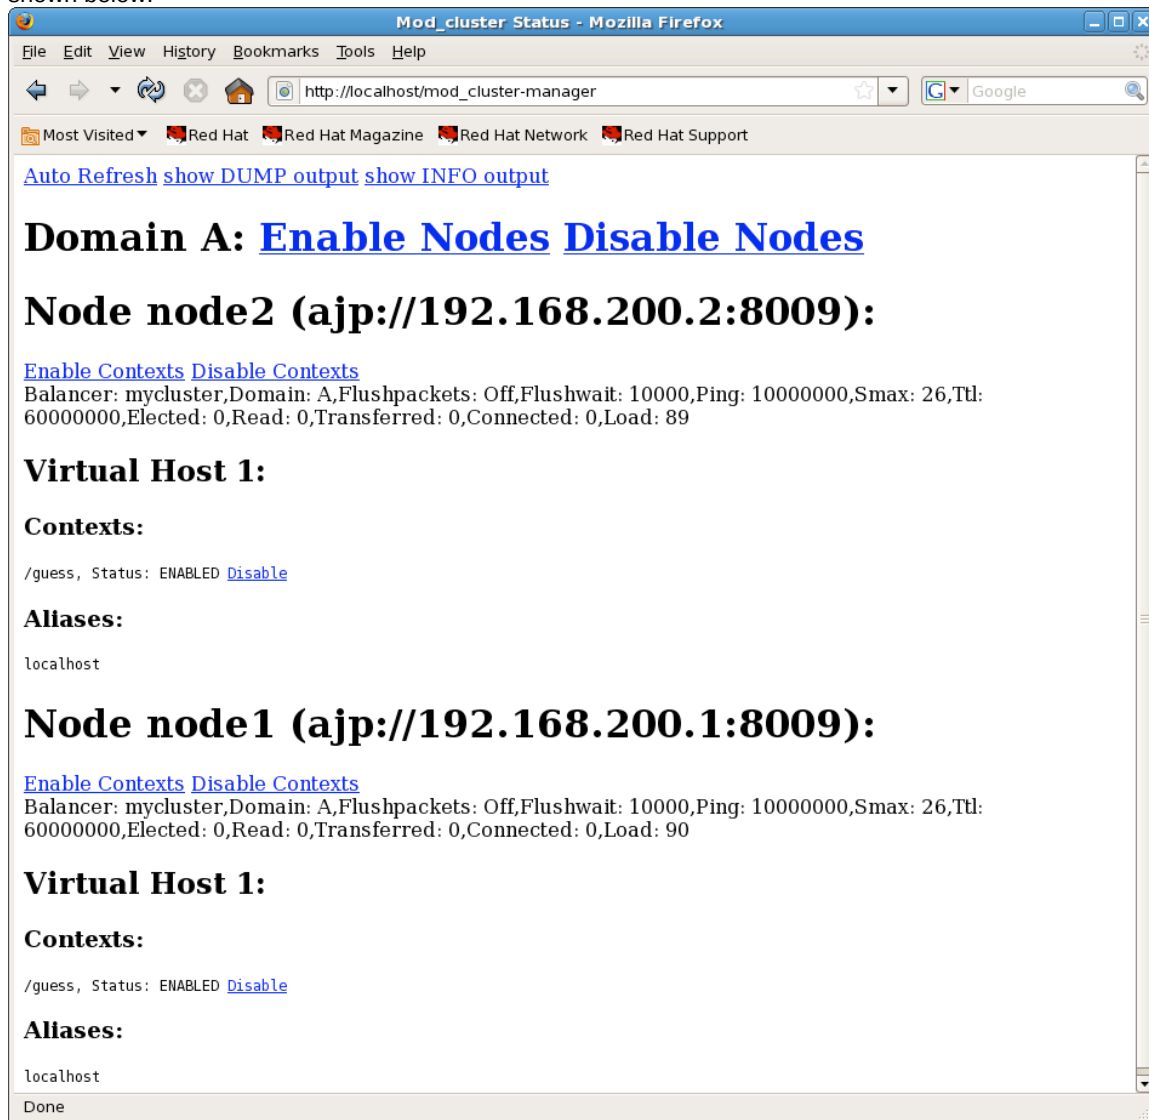 shown below:
Mod_cluster Status - Mozilla Firefox
File Edit View History Bookmarks Tools Help
http://localhost/mod_cluster-manager
G Google
Most Visited Red Hat Red Hat Magazine Red Hat Network Red Hat Support
Auto Refresh show DUMP output show INFO output
Domain A: Enable Nodes Disable Nodes
Node node2 (ajp://192.168.200.2:8009):
Enable Contexts Disable Contexts
Balancer: mycluster,Domain: A,Flushpackets: Off,Flushwait: 10000,Ping: 10000000,Smax: 26,Ttl:
60000000,Elected: 0,Read: 0,Transferred: 0,Connected: 0,Load: 89
Virtual Host 1:
Contexts:
/guess, Status: ENABLED Disable
Aliases:
localhost
Node node1 (ajp://192.168.200.1:8009):
Enable Contexts Disable Contexts
Balancer: mycluster,Domain: A,Flushpackets: Off,Flushwait: 10000,Ping: 10000000,Smax: 26,Ttl:
60000000,Elected: 0,Read: 0,Transferred: 0,Connected: 0,Load: 90
Virtual Host 1:
Contexts:
/guess, Status: ENABLED Disable
Aliases:
localhost
Done